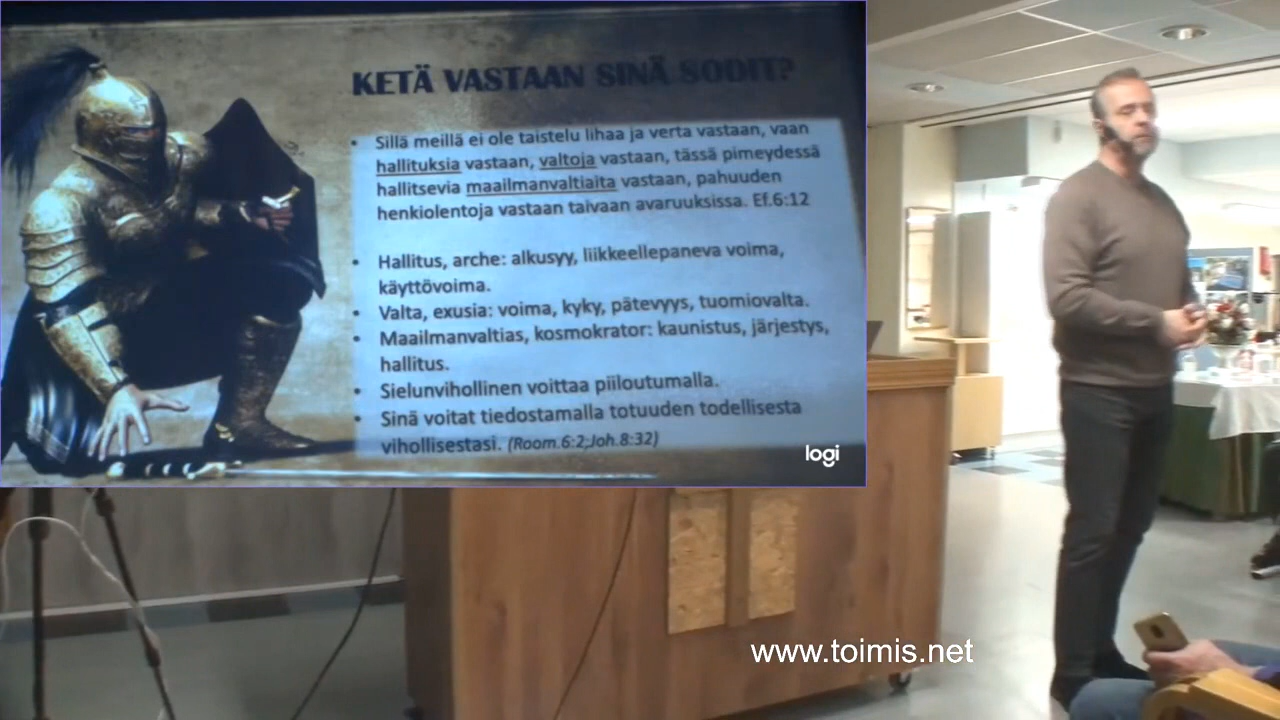 KETÄ VASTAAN SINÄ SODIT?
• Sillä meillä ei ole taistelu lihaa ja verta vastaan, vaan
hallituksia vastaan, valtoja vastaan, tässä pimeydessä
hallitsevia maailmanvaltiaita vastaan, pahuuden
henkiolentoja vastaan taivaan avaruuksissa. Ef.6:12
• Hallitus, arche: alkusyy, liikkeellepaneva voima,
käyttövoima.
• Valta, exusia: voima, kyky, pätevyys, tuomiovalta.
• Maailmanvaltias, kosmokrator: kaunistus, järjestys,
hallitus.
• Sielunvihollinen voittaa piiloutumalla.
• Sinä voitat tiedostamalla totuuden todellisesta
vihollisestasi. (Room.6:2;Joh.8:32)
logi
www.toimis.net